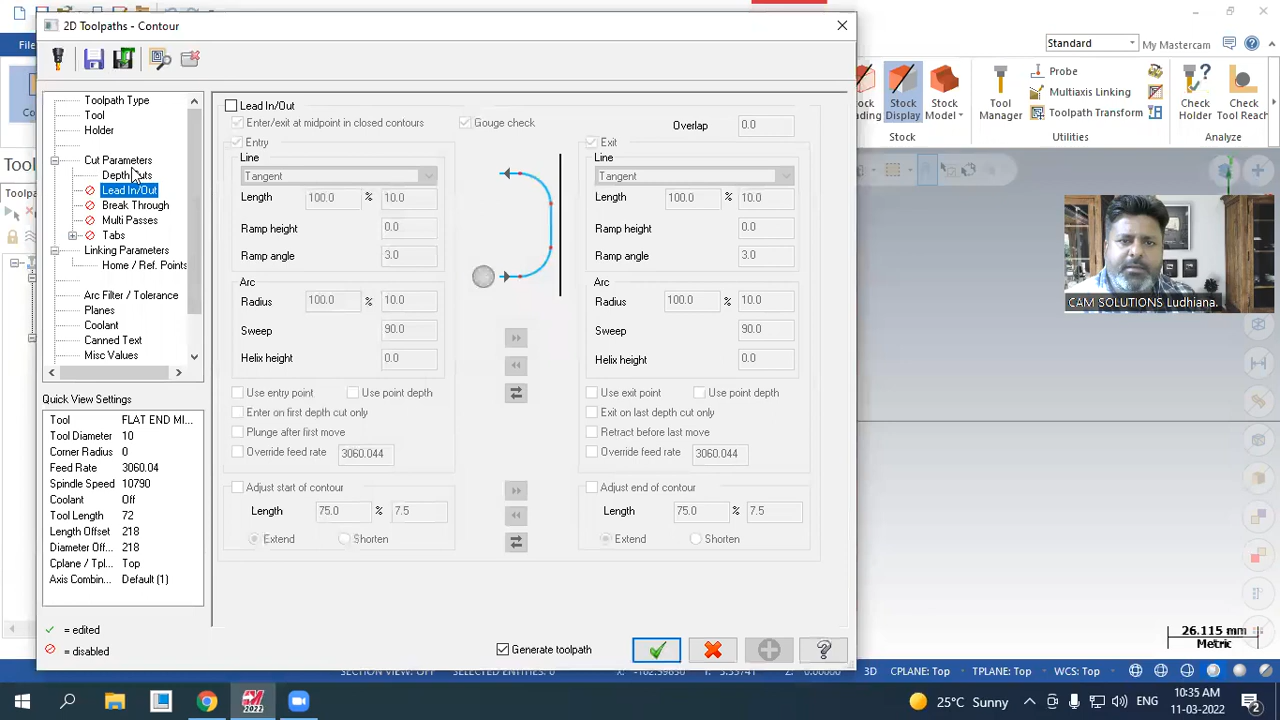 2D Toolpaths - Contour
File
Standard
My Mastercam
Toolpath Type
Tool
Holder
Cut Parameters
Depth Cuts
Lead In/Out
Break Through
Multi Passes
Tabs
Linking Parameters
Home / Ref. Points
Arc Filter / Tolerance
Planes
Coolant
Canned Text
Misc Values
Quick View Settings
Tool FLAT END MI...
Tool Diameter 10
Corner Radius 0
Feed Rate 3060.04
Spindle Speed 10790
Coolant Off
Tool Length 72
Length Offset 218
Diameter Off... 218
Cplane / Tpl... Top
Axis Combin... Default (1)
= edited
= disabled
Lead In/Out
Enter/exit at midpoint in closed contours
Gouge check
Overlap 0.0
Entry
Line
Tangent
Length 100.0 % 10.0
Ramp height 0.0
Ramp angle 3.0
Arc
Radius 100.0 % 10.0
Sweep 90.0
Helix height 0.0
Use entry point Use point depth
Enter on first depth cut only
Plunge after first move
Override feed rate 3060.044
Adjust start of contour
Length 75.0 % 7.5
Extend Shorten
Exit
Line
Tangent
Length 100.0 % 10.0
Ramp height 0.0
Ramp angle 3.0
Arc
Radius 100.0 % 10.0
Sweep 90.0
Helix height 0.0
Use exit point Use point depth
Exit on last depth cut only
Retract before last move
Override feed rate 3060.044
Adjust end of contour
Length 75.0 % 7.5
Extend Shorten
Generate toolpath
Stock Display
Stock Model
Stock
Tool Manager
Probe
Multiaxis Linking
Toolpath Transform
Utilities
Check Holder
Check Tool Reach
Analyze
CAM SOLUTIONS Ludhiana.
26.115 mm
Metric
SECTION VIEW: OFF SELECTED ENTITIES: 0
3D CPLANE: Top TPLANE: Top WCS: Top
25°C Sunny
ENG
10:35 AM
11-03-2022
2